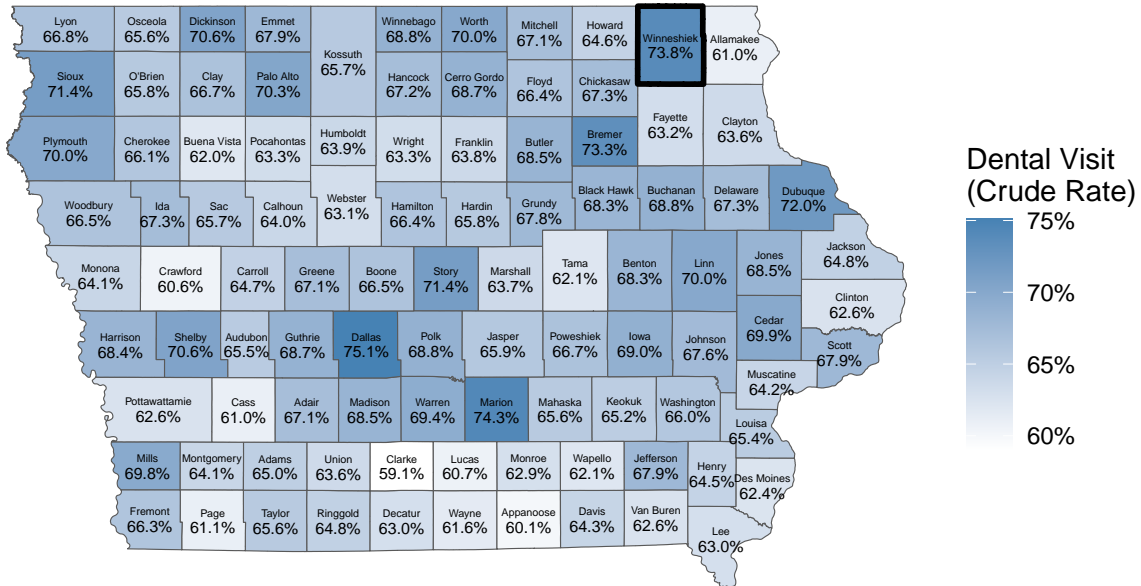 Lyon
66.8%
Osceola
65.6%
Dickinson
70.6%
Emmet
67.9%
Kossuth
65.7%
Winnebago
68.8%
Worth
70.0%
Mitchell
67.1%
Howard
64.6%
Winneshiek
73.8%
Allamakee
61.0%
Sioux
71.4%
O'Brien
65.8%
Clay
66.7%
Palo Alto
70.3%
Hancock
67.2%
Cerro Gordo
68.7%
Floyd
66.4%
Chickasaw
67.3%
Fayette
63.2%
Clayton
63.6%
Plymouth
70.0%
Cherokee
66.1%
Buena Vista
62.0%
Pocahontas
63.3%
Humboldt
63.9%
Wright
63.3%
Franklin
63.8%
Butler
68.5%
Bremer
73.3%
Woodbury
66.5%
Ida
67.3%
Sac
65.7%
Calhoun
64.0%
Webster
63.1%
Hamilton
66.4%
Hardin
65.8%
Grundy
67.8%
Black Hawk
68.3%
Buchanan
68.8%
Delaware
67.3%
Dubuque
72.0%
Monona
64.1%
Crawford
60.6%
Carroll
64.7%
Greene
67.1%
Boone
66.5%
Story
71.4%
Marshall
63.7%
Tama
62.1%
Benton
68.3%
Linn
70.0%
Jones
68.5%
Jackson
64.8%
Clinton
62.6%
Harrison
68.4%
Shelby
70.6%
Audubon
65.5%
Guthrie
68.7%
Dallas
75.1%
Polk
68.8%
Jasper
65.9%
Poweshiek
66.7%
Iowa
69.0%
Johnson
67.6%
Cedar
69.9%
Scott
67.9%
Muscatine
64.2%
Pottawattamie
62.6%
Cass
61.0%
Adair
67.1%
Madison
68.5%
Warren
69.4%
Marion
74.3%
Mahaska
65.6%
Keokuk
65.2%
Washington
66.0%
Louisa
65.4%
Mills
69.8%
Montgomery
64.1%
Adams
65.0%
Union
63.6%
Clarke
59.1%
Lucas
60.7%
Monroe
62.9%
Wapello
62.1%
Jefferson
67.9%
Henry
64.5%
Des Moines
62.4%
Fremont
66.3%
Page
61.1%
Taylor
65.6%
Ringgold
64.8%
Decatur
63.0%
Wayne
61.6%
Appanoose
60.1%
Davis
64.3%
Van Buren
62.6%
Lee
63.0%
Dental Visit
(Crude Rate)
75%
70%
65%
60%